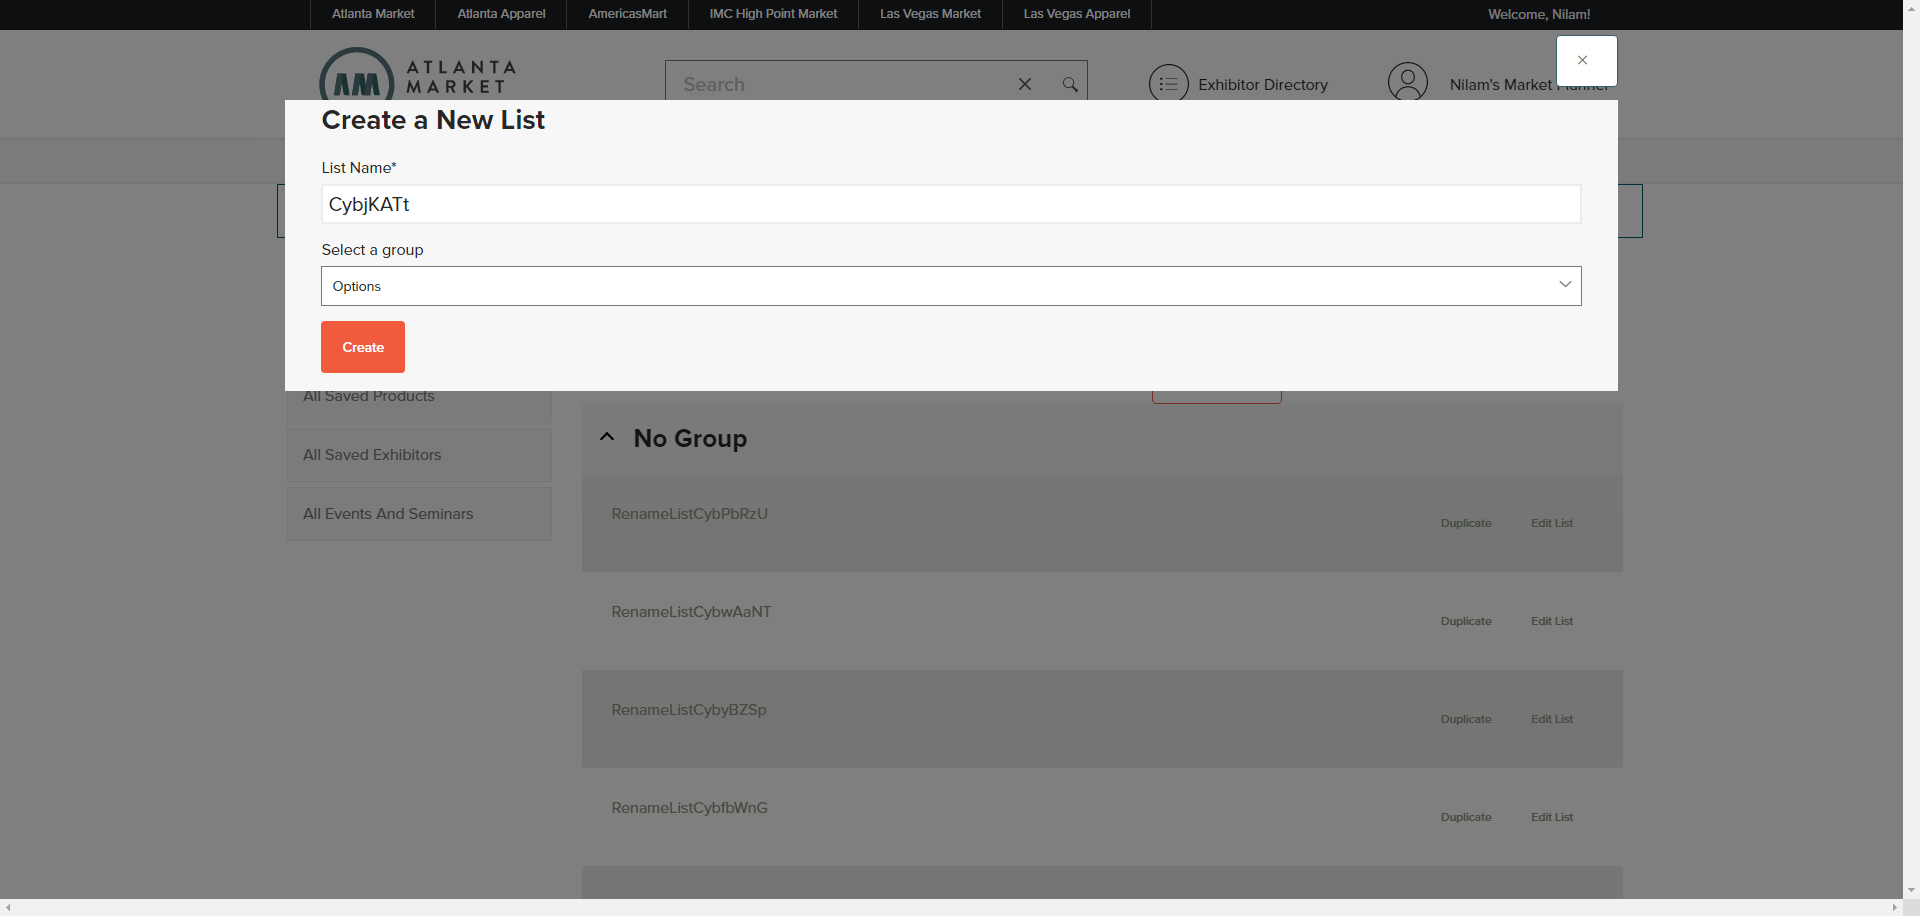 Atlanta Market
Atlanta Apparel
AmericasMart
IMC High Point Market
Las Vegas Market
Las Vegas Apparel
Welcome, Nilam!
AM
ATLANTA
MARKET
Search
Exhibitor Directory
Nilam's Market Planner
Create a New List
List Name*
CybjKATt
Select a group
Options
Create
All Saved Products
All Saved Exhibitors
All Events And Seminars
No Group
RenameListCybPbRzU
Duplicate
Edit List
RenameListCybwAaNT
Duplicate
Edit List
RenameListCybyBZSp
Duplicate
Edit List
RenameListCybfbWnG
Duplicate
Edit List